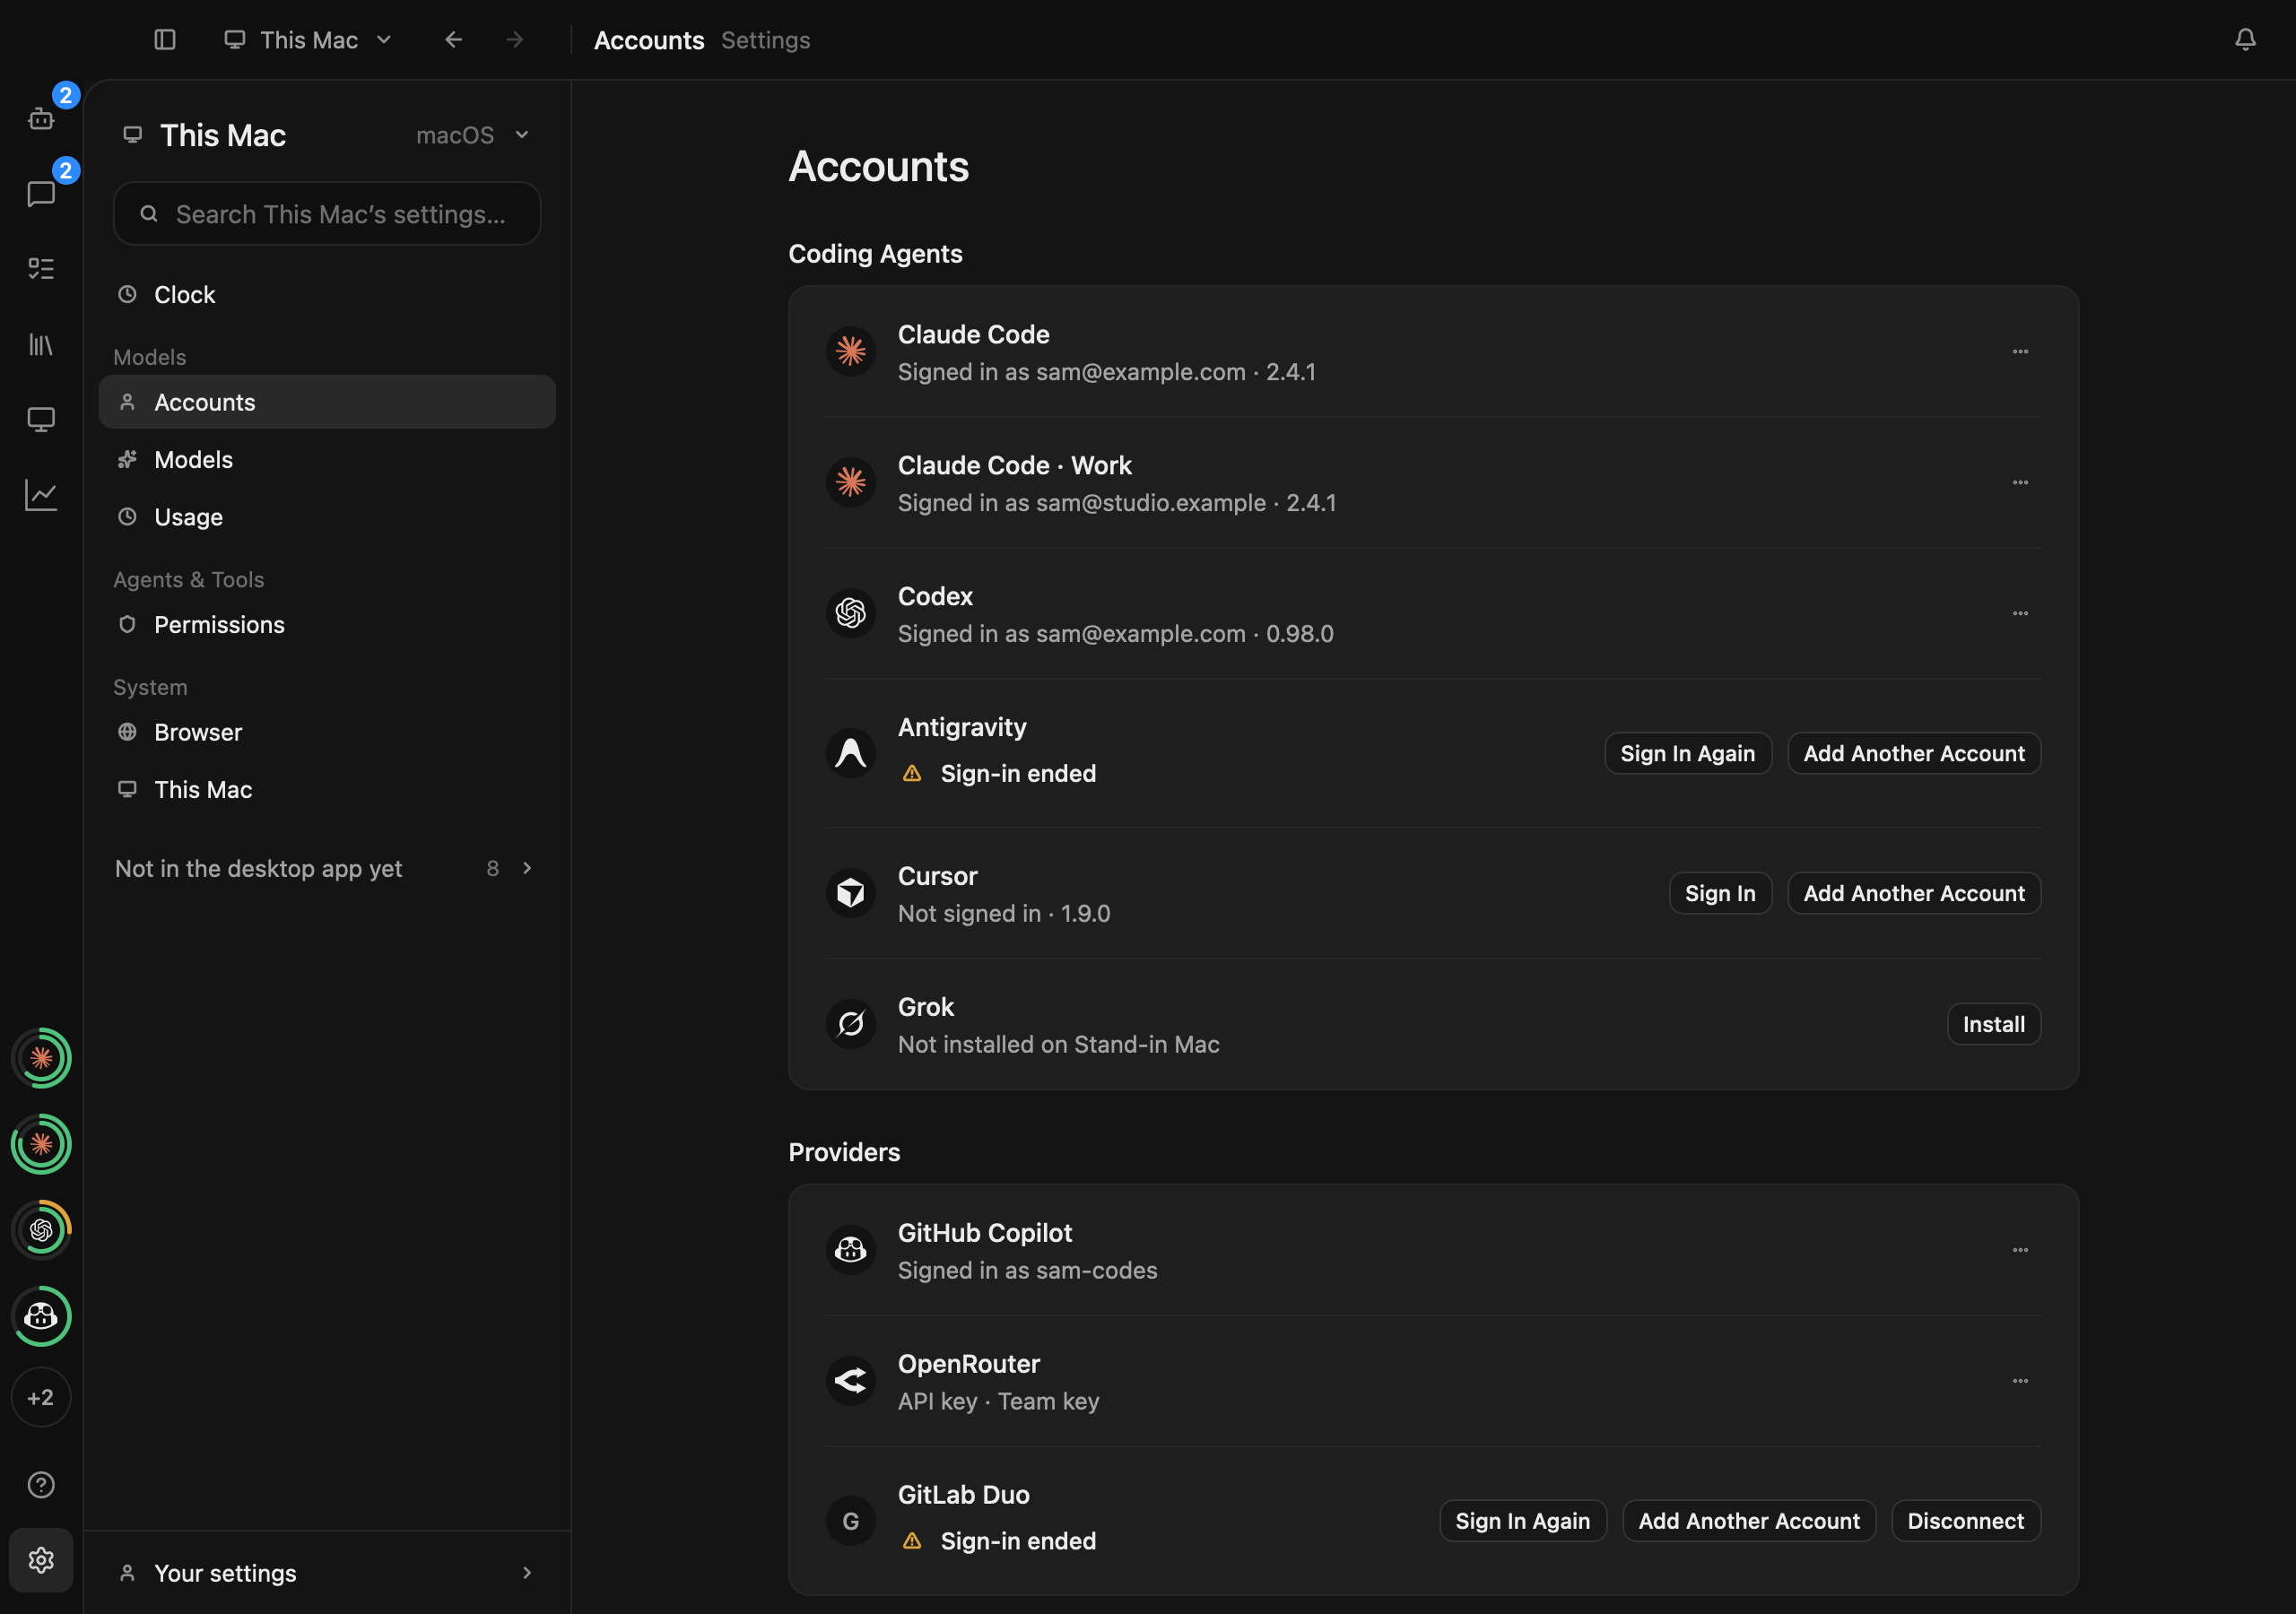 This Mac
Accounts Settings
2
2
This Mac macOS
Search This Mac's settings...
Clock
Models
Accounts
Models
Usage
Agents & Tools
Permissions
System
Browser
This Mac
Not in the desktop app yet 8
+2
Your settings
Accounts
Coding Agents
Claude Code
Signed in as sam@example.com · 2.4.1
Claude Code · Work
Signed in as sam@studio.example · 2.4.1
Codex
Signed in as sam@example.com · 0.98.0
Antigravity
Sign-in ended
Sign In Again Add Another Account
Cursor
Not signed in · 1.9.0
Sign In Add Another Account
Grok
Not installed on Stand-in Mac
Install
Providers
GitHub Copilot
Signed in as sam-codes
OpenRouter
API key · Team key
G
GitLab Duo
Sign-in ended
Sign In Again Add Another Account Disconnect